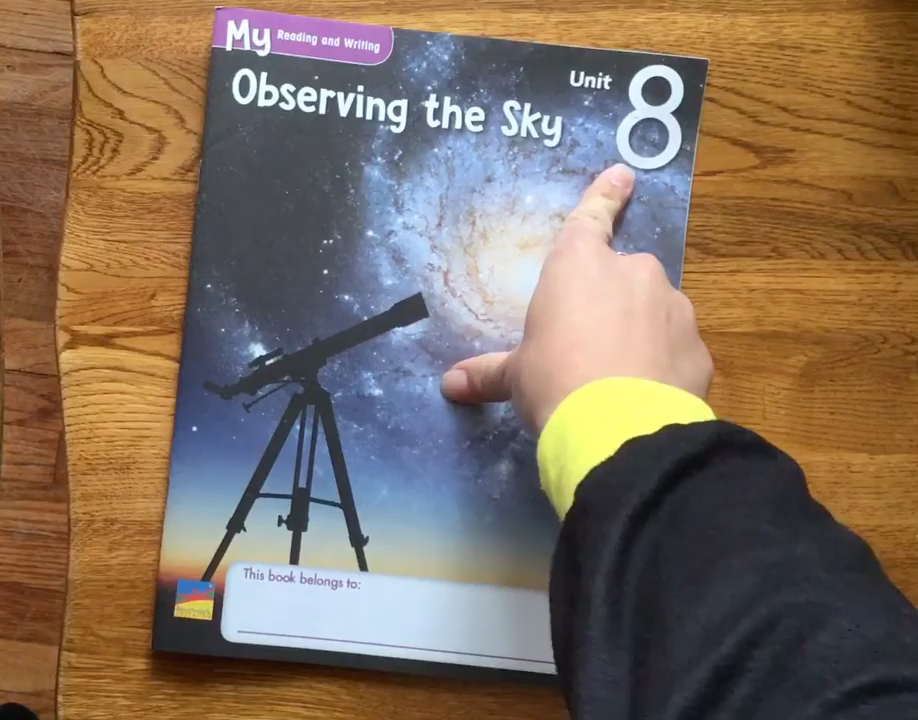 My Reading and Writing
Unit 8
Observing the Sky
This book belongs to: